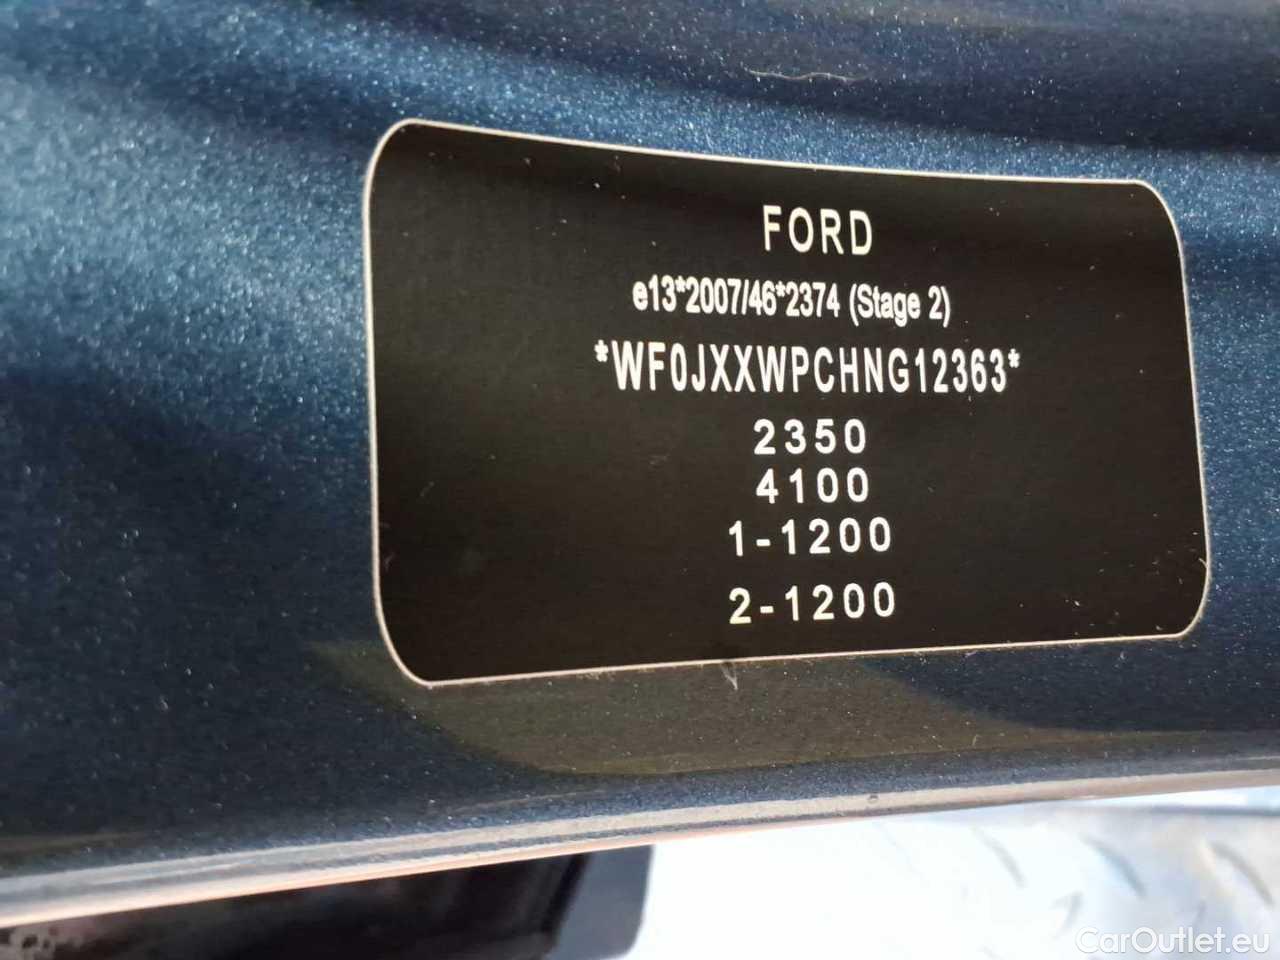 FORD
e13*2007/46*2374 (Stage 2)
*WF0JXXWPCHNG12363*
2350
4100
1-1200
2-1200
CarOutlet.eu